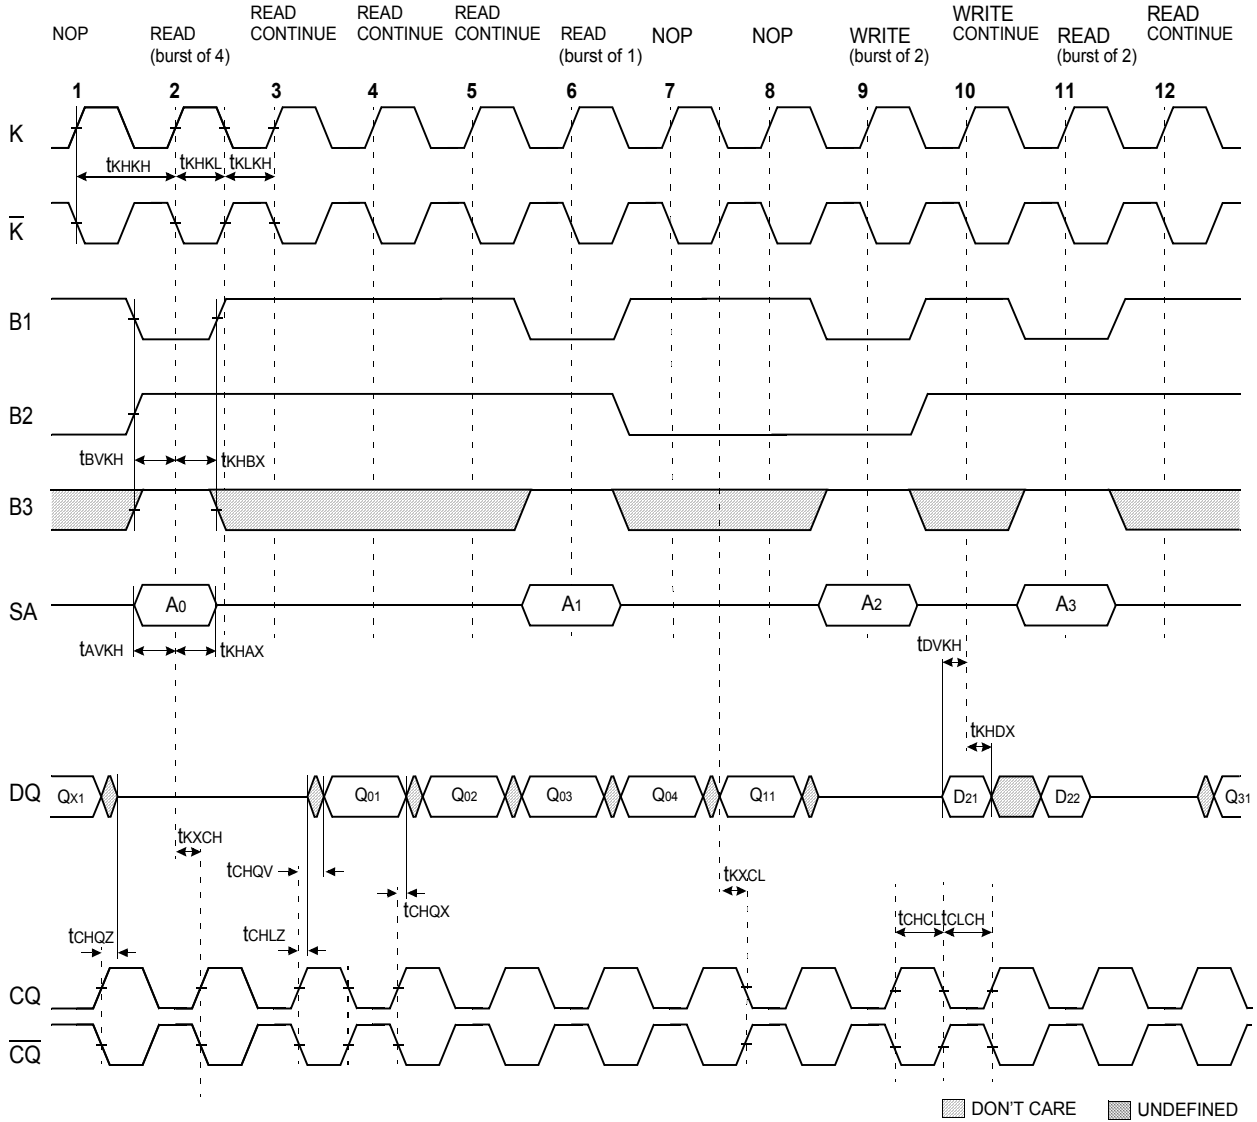 NOP READ (burst of 4) READ CONTINUE READ CONTINUE READ CONTINUE READ (burst of 1) NOP NOP WRITE (burst of 2) WRITE CONTINUE READ (burst of 2) READ CONTINUE
1 2 3 4 5 6 7 8 9 10 11 12
K
tKHKH tKHKL tKLKH
K
B1
B2
tBVKH tKHBX
B3
SA A0 A1 A2 A3
tAVKH tKHAX tDVKH
tKHDX
DQ QX1 Q01 Q02 Q03 Q04 Q11 D21 D22 Q31
tKXCH
tCHQV tKXCL
tCHQX
tCHQZ tCHLZ tCHCL tCLCH
CQ
CQ
DON'T CARE UNDEFINED